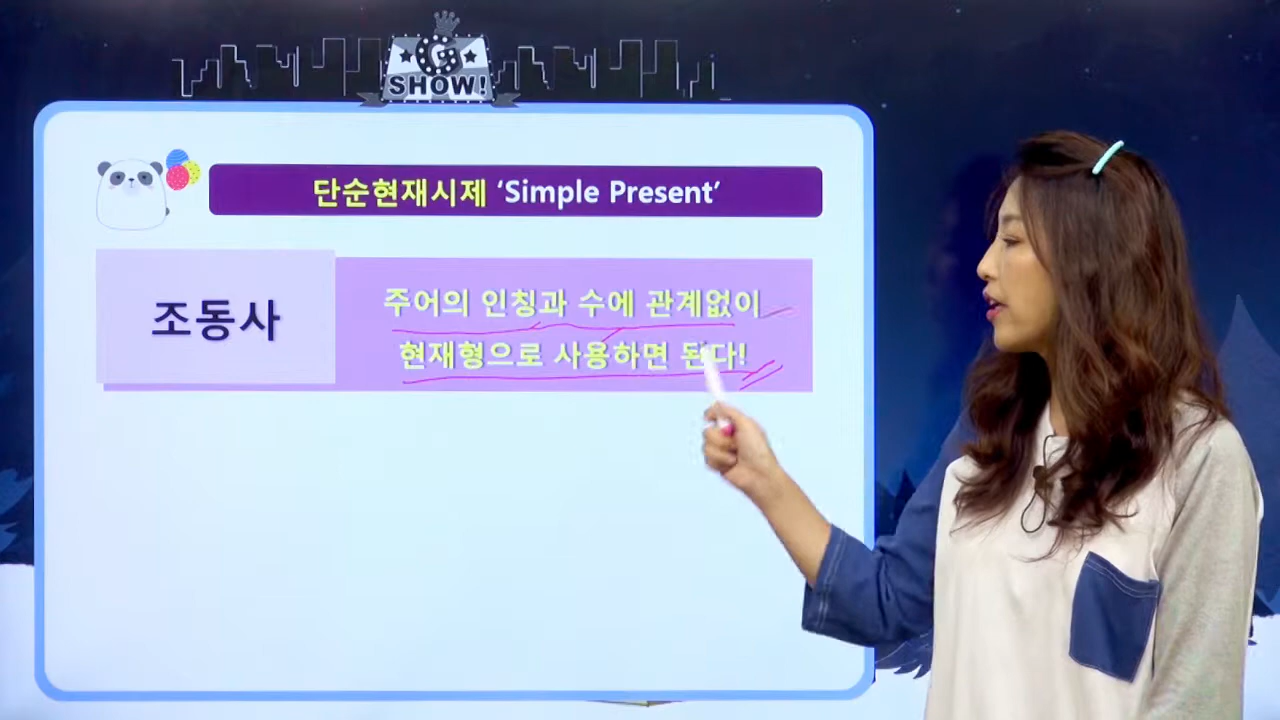 G
SHOW!
단순현재시제 ‘Simple Present’
조동사
주어의 인칭과 수에 관계없이
현재형으로 사용하면 된다!